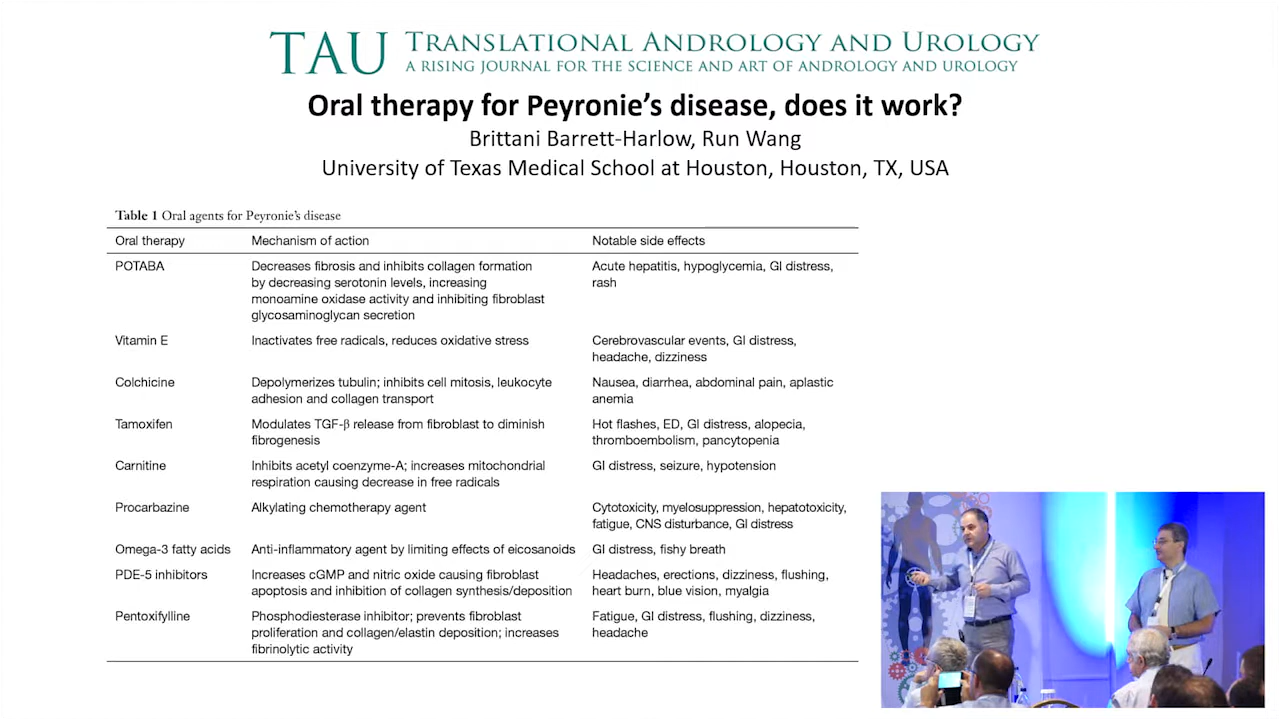 TAU TRANSLATIONAL ANDROLOGY AND UROLOGY
A RISING JOURNAL FOR THE SCIENCE AND ART OF ANDROLOGY AND UROLOGY
Oral therapy for Peyronie's disease, does it work?
Brittani Barrett-Harlow, Run Wang
University of Texas Medical School at Houston, Houston, TX, USA
Table 1 Oral agents for Peyronie's disease
Oral therapy Mechanism of action Notable side effects
POTABA Decreases fibrosis and inhibits collagen formation Acute hepatitis, hypoglycemia, GI distress,
by decreasing serotonin levels, increasing rash
monoamine oxidase activity and inhibiting fibroblast
glycosaminoglycan secretion
Vitamin E Inactivates free radicals, reduces oxidative stress Cerebrovascular events, GI distress,
headache, dizziness
Colchicine Depolymerizes tubulin; inhibits cell mitosis, leukocyte Nausea, diarrhea, abdominal pain, aplastic
adhesion and collagen transport anemia
Tamoxifen Modulates TGF-β release from fibroblast to diminish Hot flashes, ED, GI distress, alopecia,
fibrogenesis thromboembolism, pancytopenia
Carnitine Inhibits acetyl coenzyme-A; increases mitochondrial GI distress, seizure, hypotension
respiration causing decrease in free radicals
Procarbazine Alkylating chemotherapy agent Cytotoxicity, myelosuppression, hepatotoxicity,
fatigue, CNS disturbance, GI distress
Omega-3 fatty acids Anti-inflammatory agent by limiting effects of eicosanoids GI distress, fishy breath
PDE-5 inhibitors Increases cGMP and nitric oxide causing fibroblast Headaches, erections, dizziness, flushing,
apoptosis and inhibition of collagen synthesis/deposition heart burn, blue vision, myalgia
Pentoxifylline Phosphodiesterase inhibitor; prevents fibroblast Fatigue, GI distress, flushing, dizziness,
proliferation and collagen/elastin deposition; increases headache
fibrinolytic activity